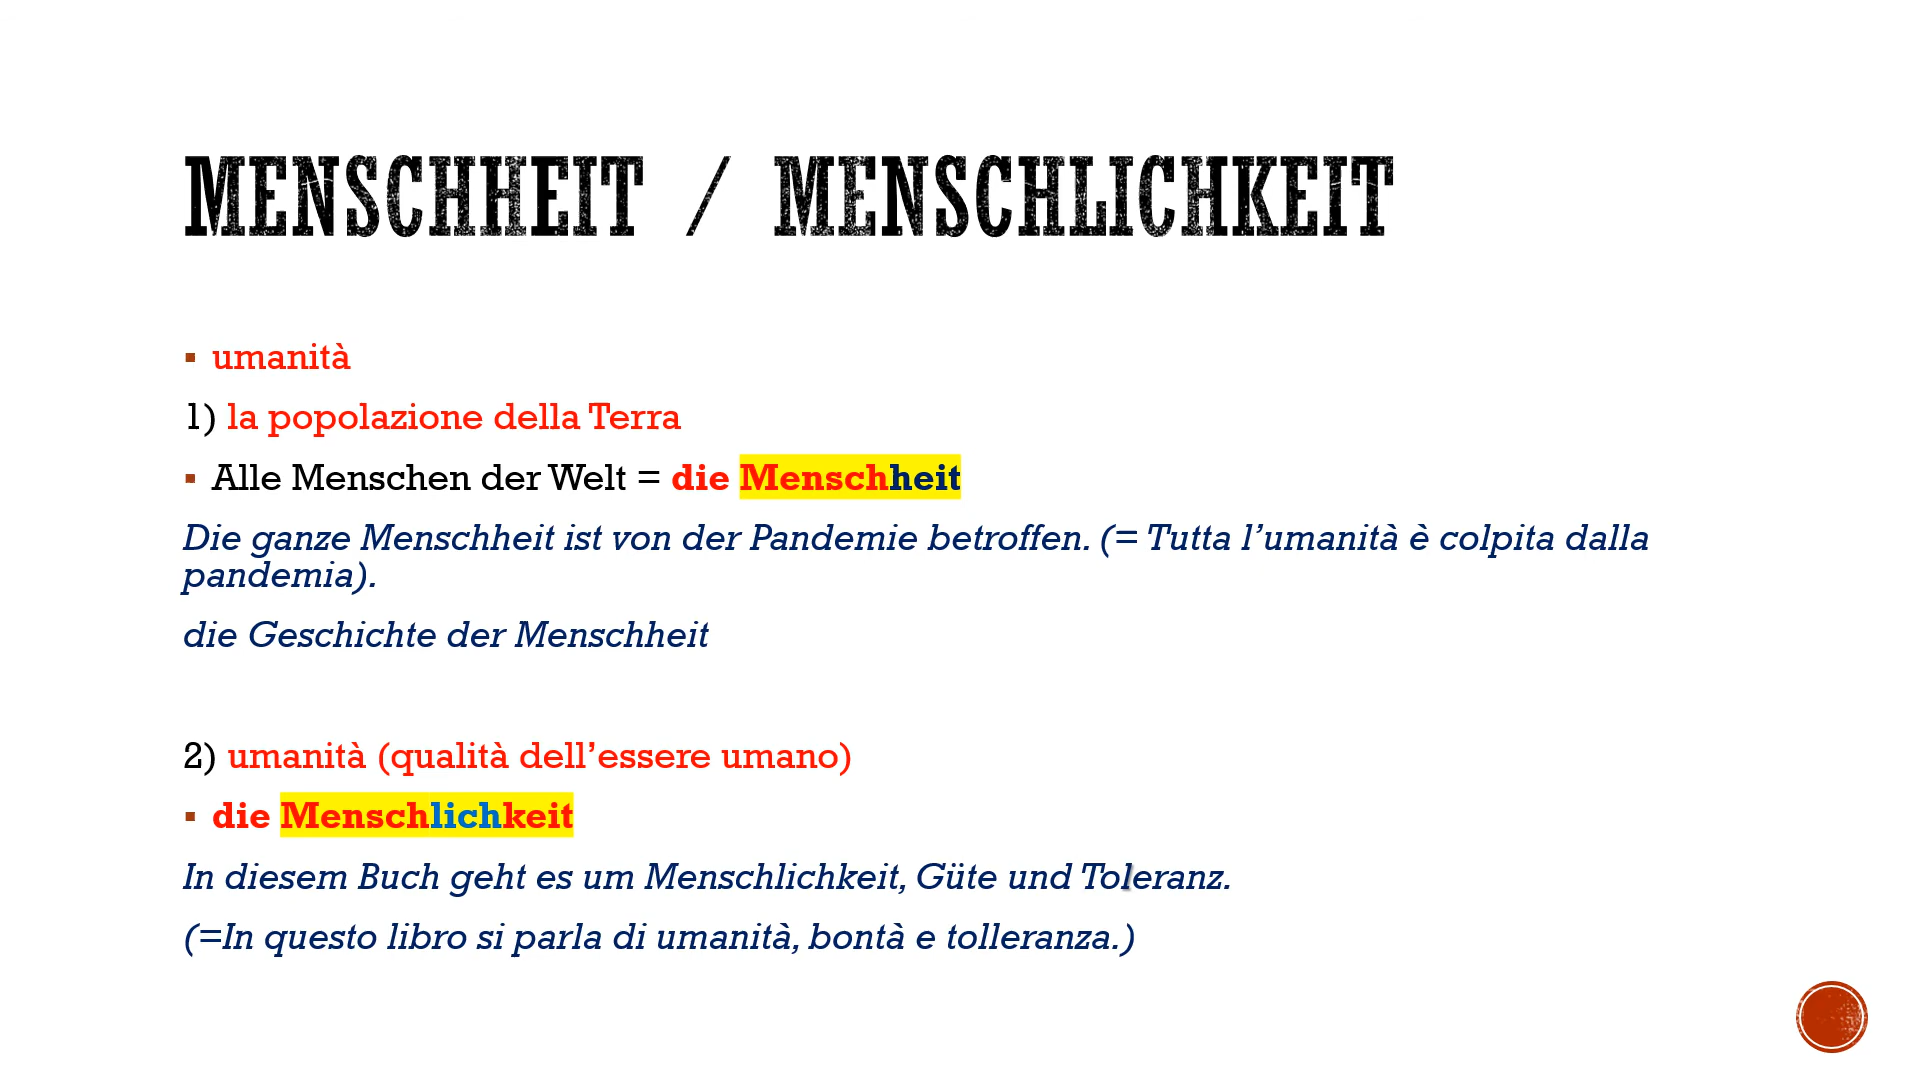 MENSCHHEIT / MENSCHLICHKEIT
▪ umanità
1) la popolazione della Terra
▪ Alle Menschen der Welt = die Menschheit
Die ganze Menschheit ist von der Pandemie betroffen. (= Tutta l’umanità è colpita dalla
pandemia).
die Geschichte der Menschheit
2) umanità (qualità dell’essere umano)
▪ die Menschlichkeit
In diesem Buch geht es um Menschlichkeit, Güte und Toleranz.
(=In questo libro si parla di umanità, bontà e tolleranza.)